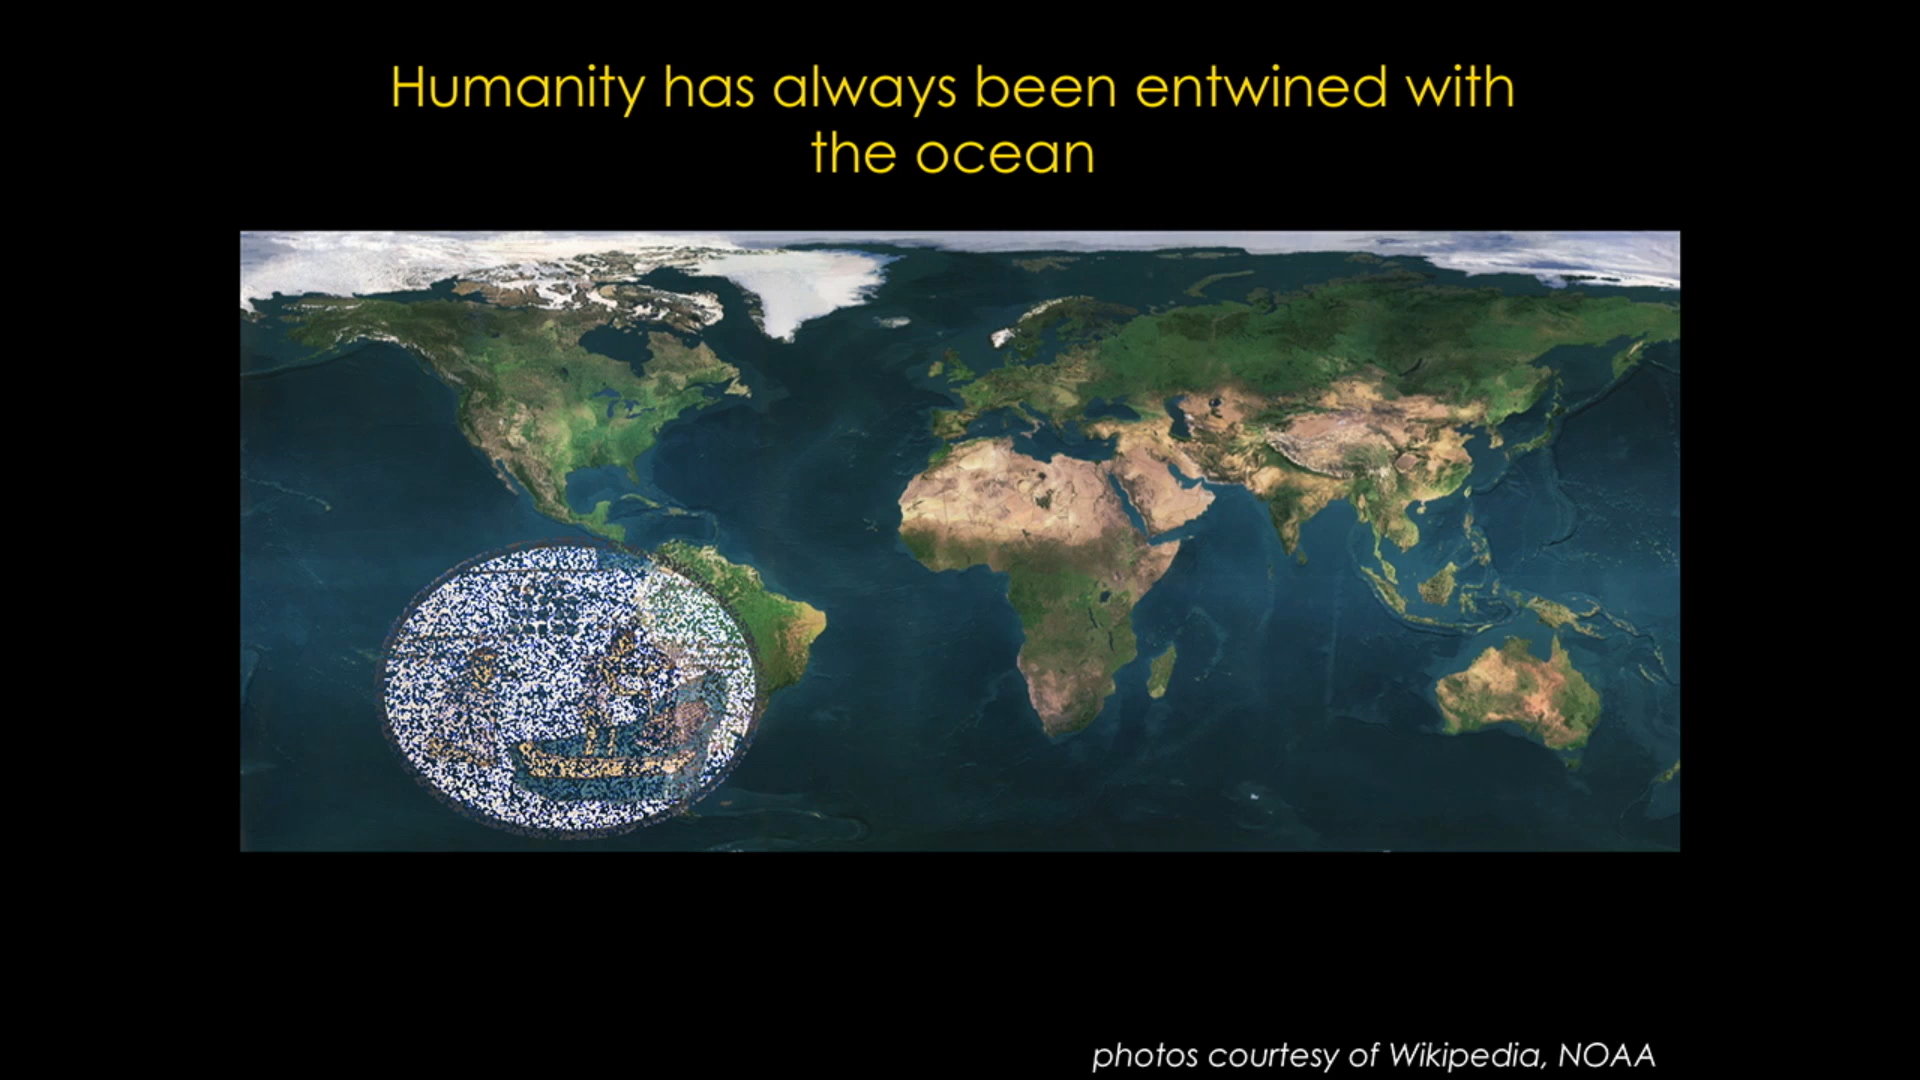 Humanity has always been entwined with
the ocean
photos courtesy of Wikipedia, NOAA